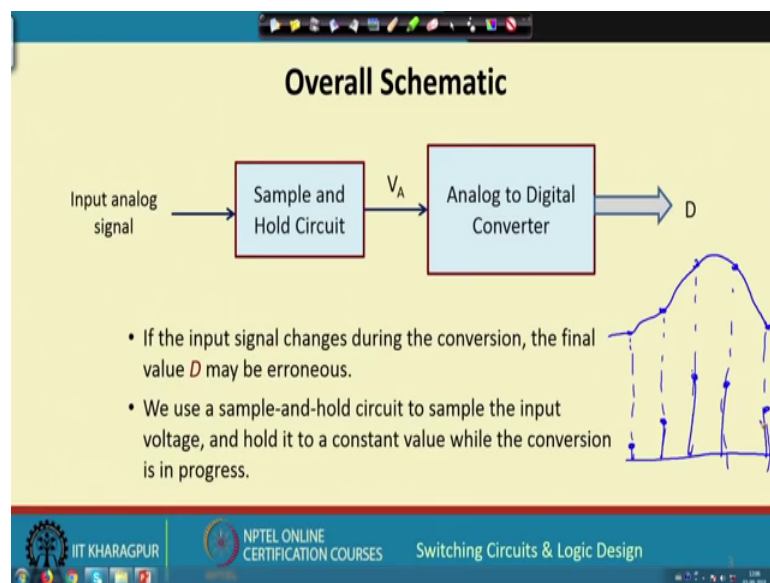 Overall Schematic
Input analog
signal
Sample and
Hold Circuit
V_A
Analog to Digital
Converter
D
• If the input signal changes during the conversion, the final
value D may be erroneous.
• We use a sample-and-hold circuit to sample the input
voltage, and hold it to a constant value while the conversion
is in progress.
IIT KHARAGPUR
NPTEL ONLINE
CERTIFICATION COURSES
Switching Circuits & Logic Design